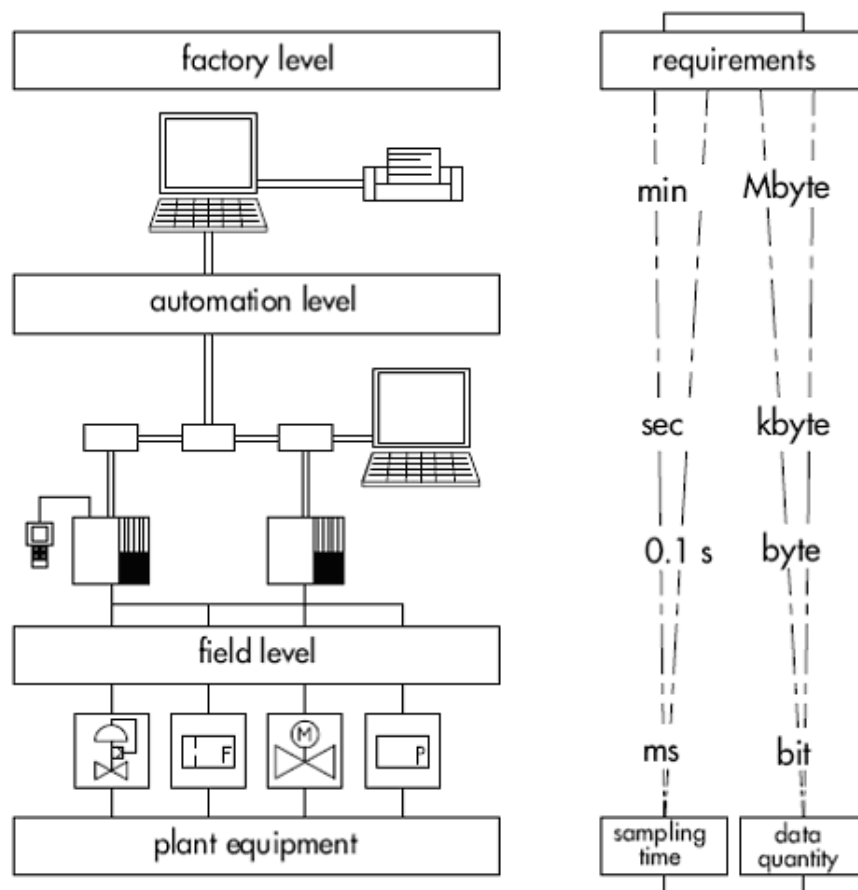 factory level
requirements
min
Mbyte
automation level
sec
kbyte
0.1 s
byte
field level
F
M
P
ms
bit
plant equipment
sampling
time
data
quantity